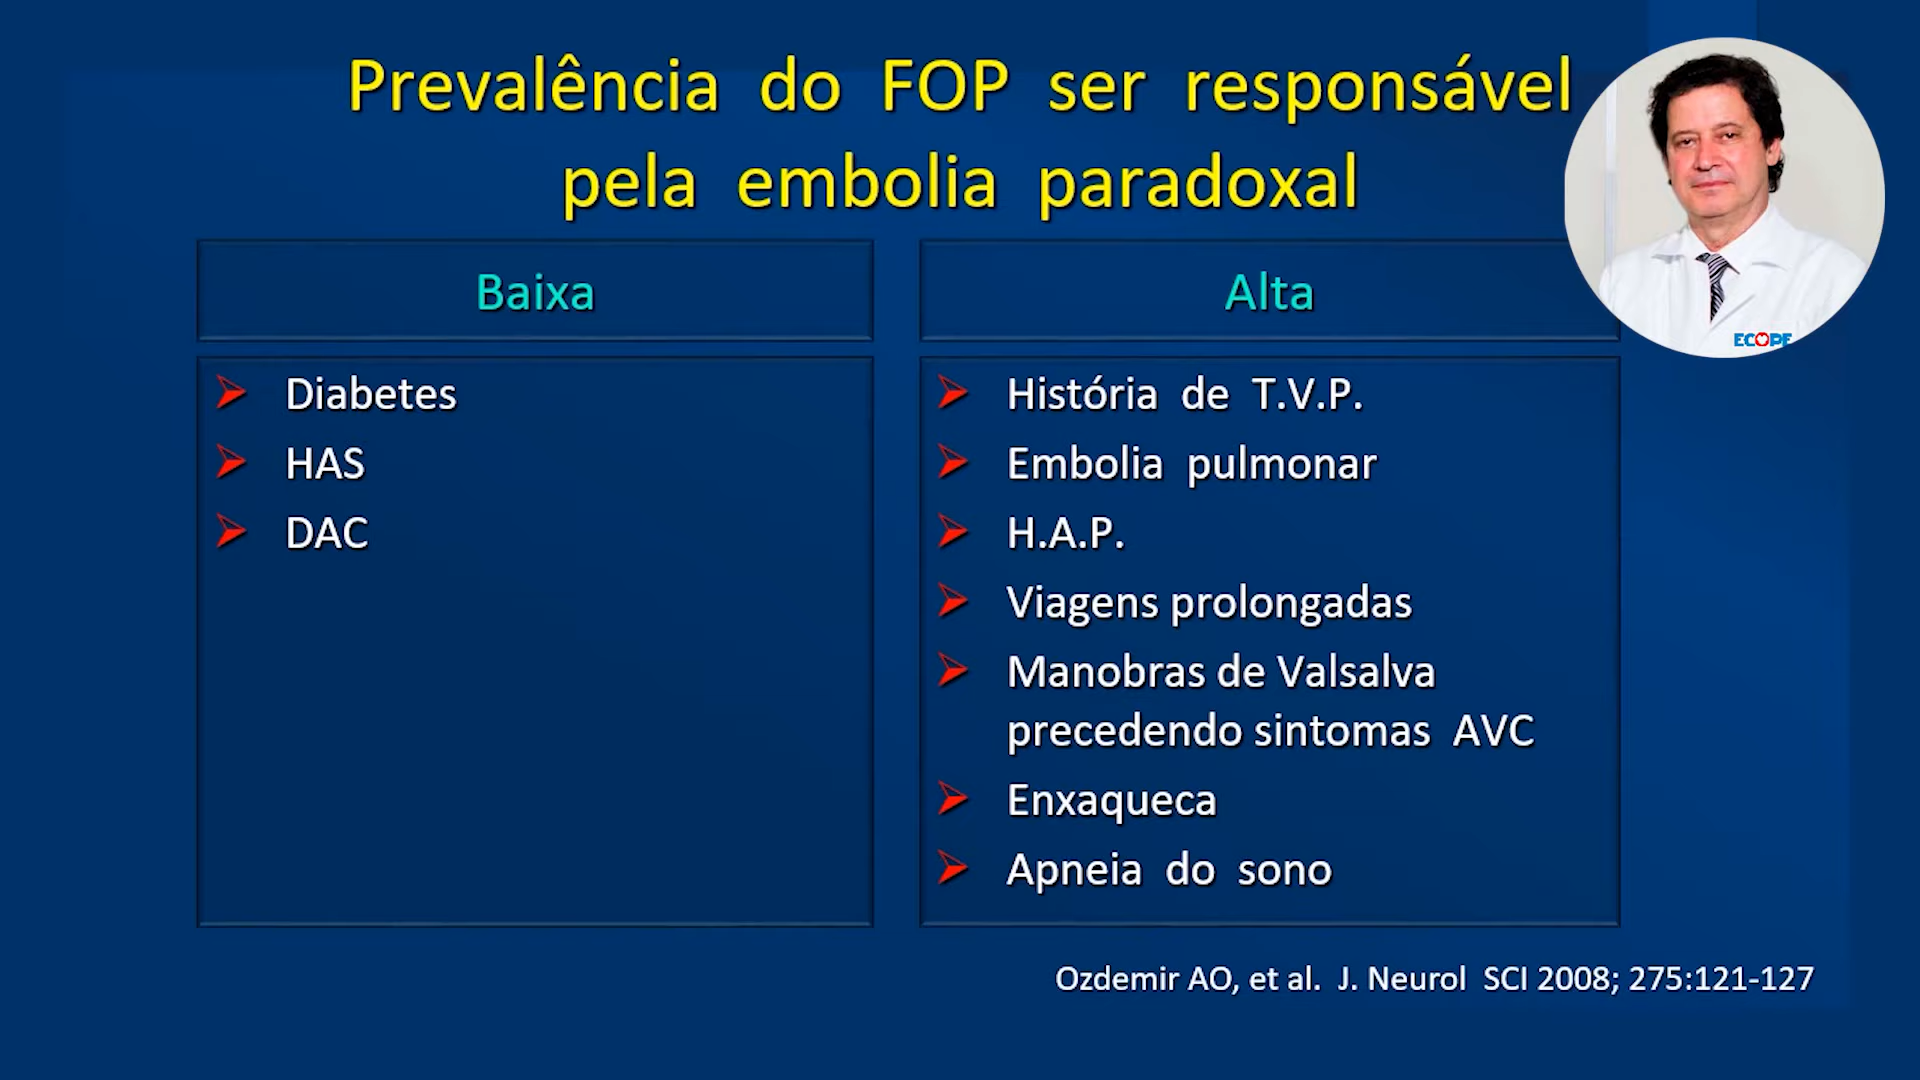 Prevalência do FOP ser responsável
pela embolia paradoxal
Baixa
Diabetes
HAS
DAC
Alta
História de T.V.P.
Embolia pulmonar
H.A.P.
Viagens prolongadas
Manobras de Valsalva
precedendo sintomas AVC
Enxaqueca
Apneia do sono
Ozdemir AO, et al. J. Neurol SCI 2008; 275:121-127
ECOPE